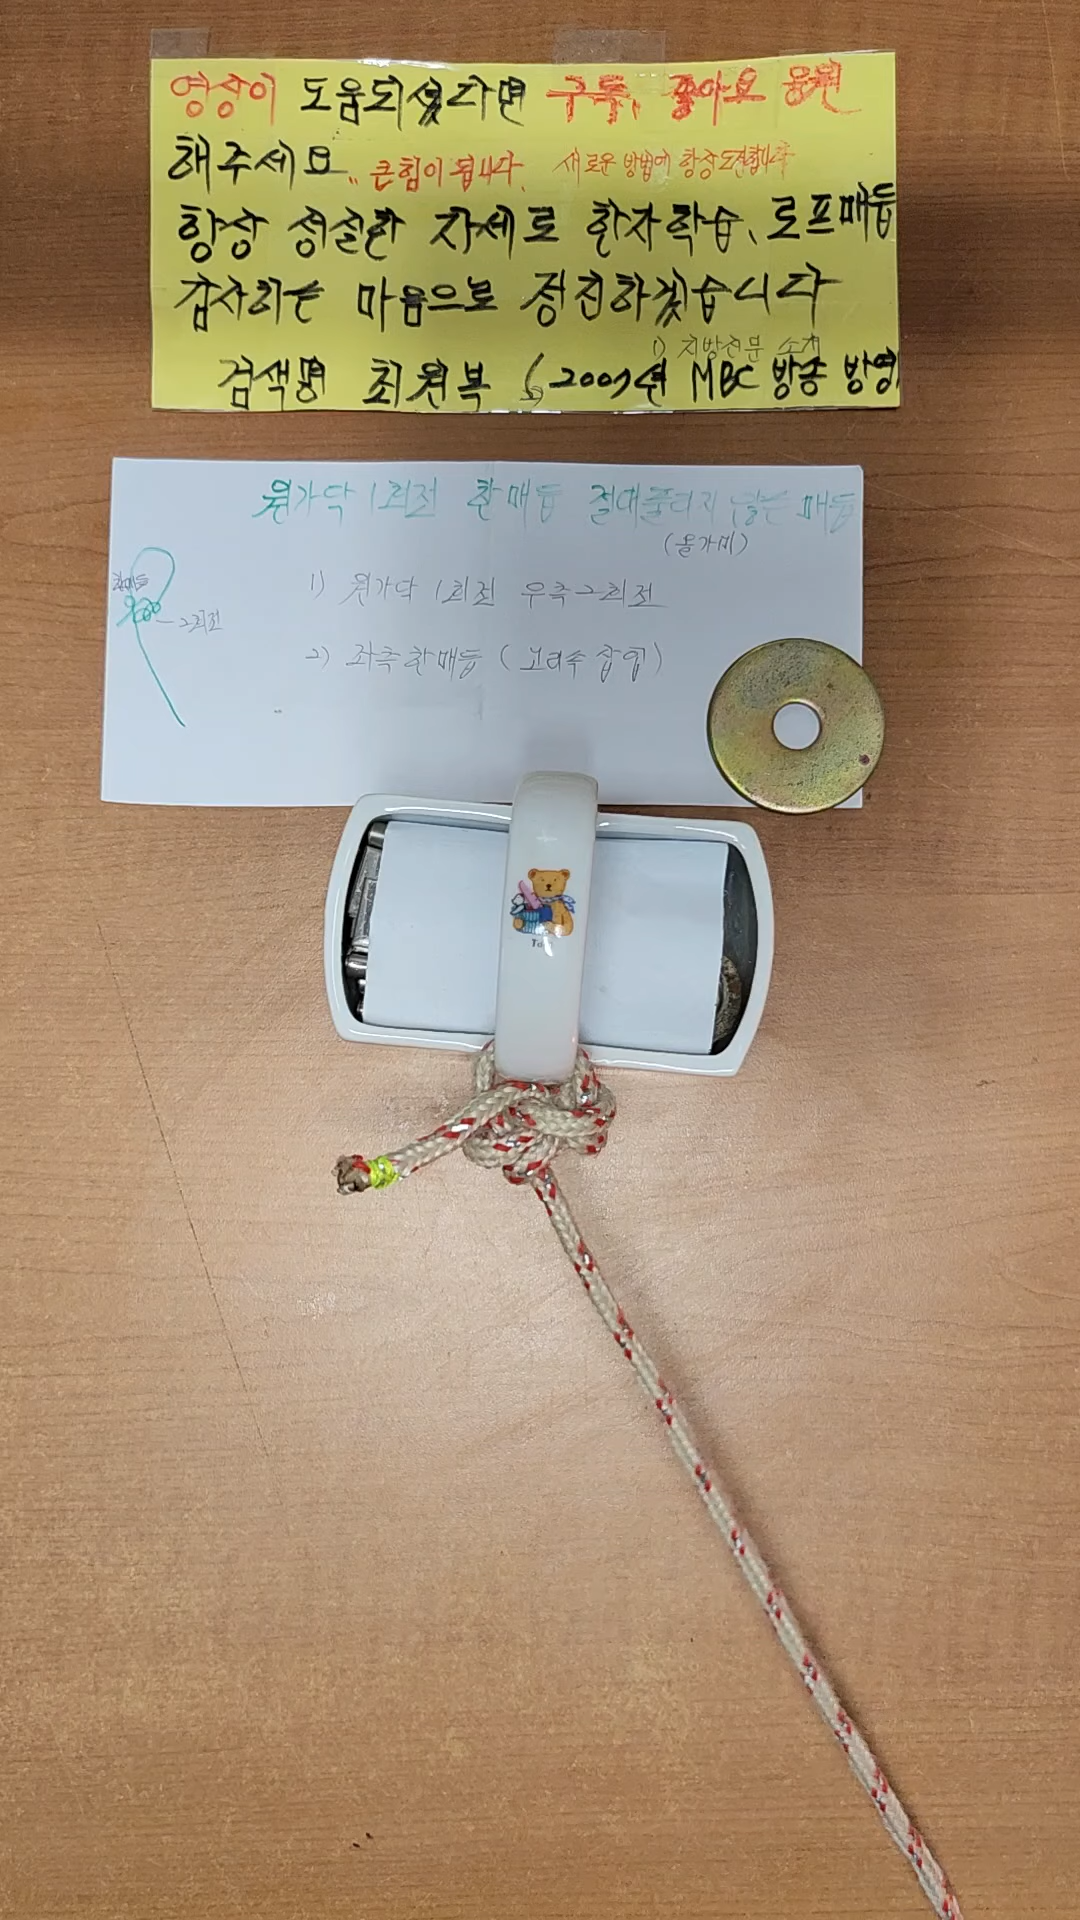 영상이 도움되셨다면 구독, 좋아요 응원
해주세요.. 큰힘이 됩니다. 새로운 방법에 항상 도전합니다
항상 성실한 자세로 한자학습, 로프매듭
감사하는 마음으로 정진하겠습니다
1) 지방신문 소개
검색명 최원복 2007년 MBC 방송 방영
원가닥 1회전 한매듭 절대풀리지 않는 매듭
(올가미)
1) 원가닥 1회전 우측 2회전
2) 좌측 한매듭 (고리속 삽입)
한매듭
2회전